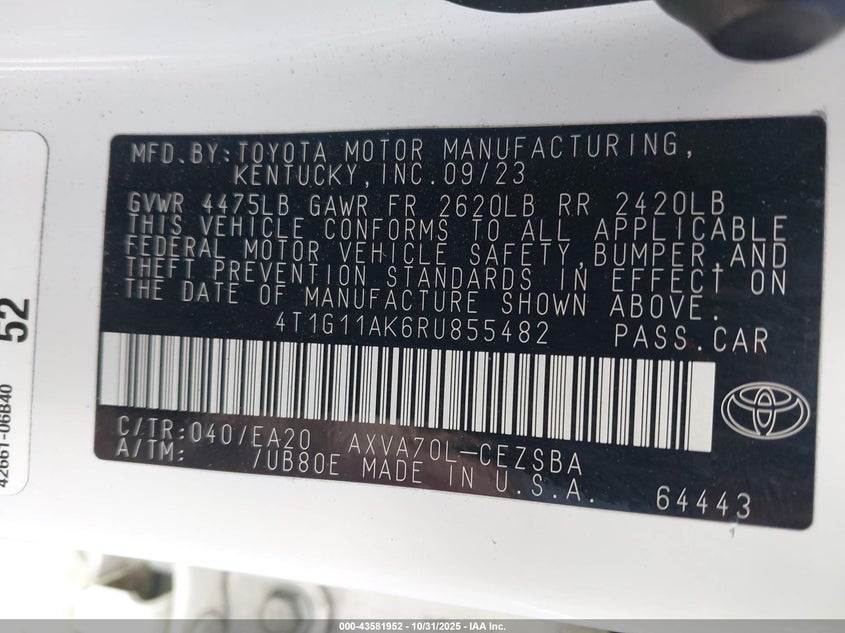 MFD.BY:TOYOTA MOTOR MANUFACTURING,
KENTUCKY,INC.09/23
GVWR 4475LB GAWR FR 2620LB RR 2420LB
THIS VEHICLE CONFORMS TO ALL APPLICABLE
FEDERAL MOTOR VEHICLE SAFETY,BUMPER,AND
THEFT PREVENTION STANDARDS IN EFFECT ON
THE DATE OF MANUFACTURE SHOWN ABOVE.
4T1G11AK6RU855482 PASS.CAR
C/TR:040/EA20 AXVA70L-CEZSBA
A/TM: /UB80E MADE IN U.S.A.
64443
52
42661-06B40
000-43581952 - 10/31/2025 - IAA Inc.